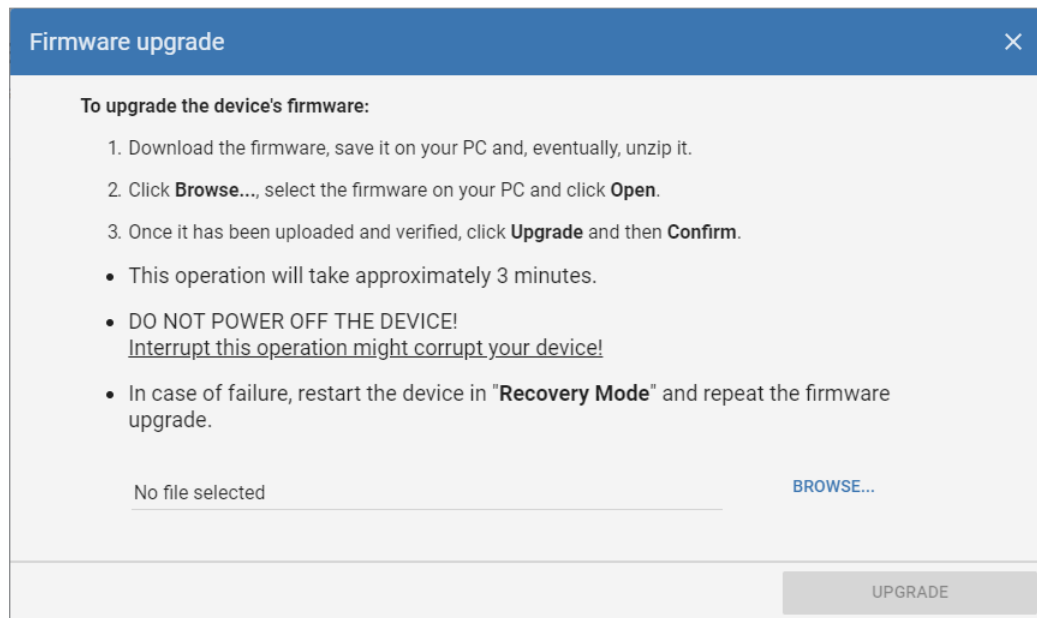 Firmware upgrade
To upgrade the device's firmware:
1. Download the firmware, save it on your PC and, eventually, unzip it.
2. Click Browse..., select the firmware on your PC and click Open.
3. Once it has been uploaded and verified, click Upgrade and then Confirm.
• This operation will take approximately 3 minutes.
• DO NOT POWER OFF THE DEVICE!
Interrupt this operation might corrupt your device!
• In case of failure, restart the device in "Recovery Mode" and repeat the firmware
upgrade.
No file selected
BROWSE...
UPGRADE